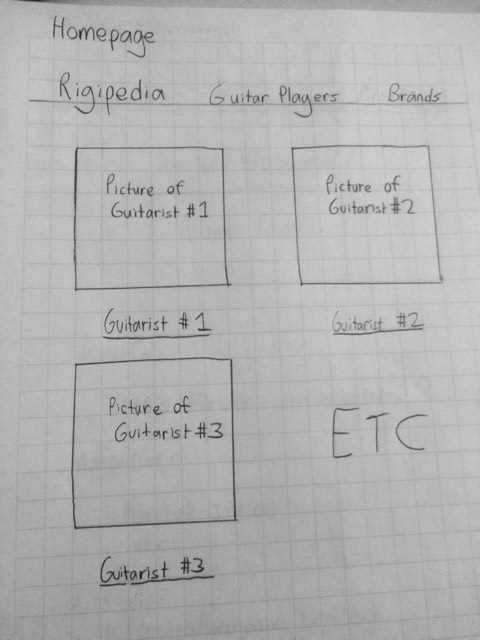 Homepage
Rigipedia Guitar Players Brands
Picture of
Guitarist #1
Picture of
Guitarist #2
Guitarist #1
Guitarist #2
Picture of
Guitarist #3
ETC
Guitarist #3